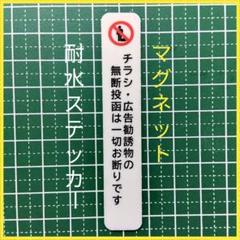 マグネット
チラシ・広告勧誘物の
無断投函は一切お断りです
耐水ステッカー